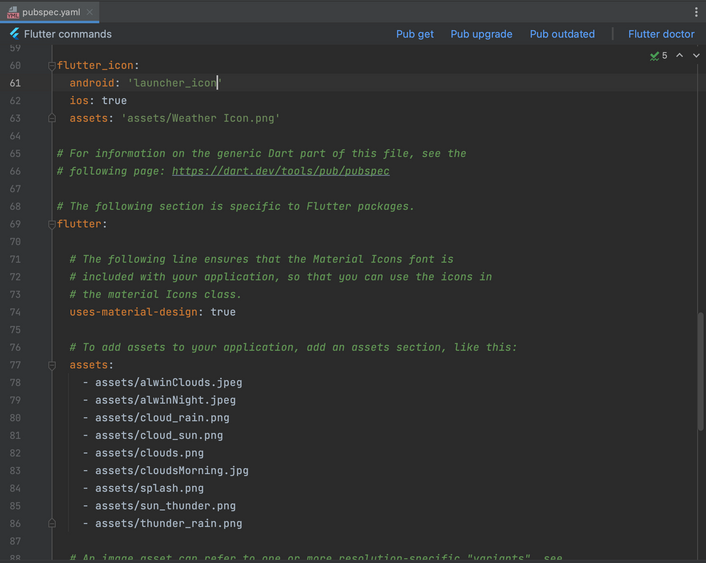 pubspec.yaml
Flutter commands Pub get Pub upgrade Pub outdated Flutter doctor
59
60 flutter_icon: 5
61 android: 'launcher_icon'
62 ios: true
63 assets: 'assets/Weather Icon.png'
64
65 # For information on the generic Dart part of this file, see the
66 # following page: https://dart.dev/tools/pub/pubspec
67
68 # The following section is specific to Flutter packages.
69 flutter:
70
71 # The following line ensures that the Material Icons font is
72 # included with your application, so that you can use the icons in
73 # the material Icons class.
74 uses-material-design: true
75
76 # To add assets to your application, add an assets section, like this:
77 assets:
78 - assets/alwinClouds.jpeg
79 - assets/alwinNight.jpeg
80 - assets/cloud_rain.png
81 - assets/cloud_sun.png
82 - assets/clouds.png
83 - assets/cloudsMorning.jpg
84 - assets/splash.png
85 - assets/sun_thunder.png
86 - assets/thunder_rain.png
87
88 # An image asset can refer to one or more resolution-specific "variants", see